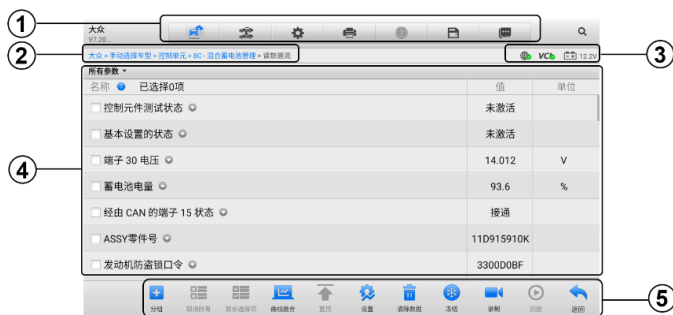 ①
大众
V7.20...
②
大众 » 手动选择车型 » 控制单元 » 8C - 混合蓄电池管理 » 读数据流
VCI 12.2V
③
所有参数
名称 已选择0项 值 单位
控制元件测试状态 未激活
基本设置的状态 未激活
端子 30 电压 14.012 V
④
蓄电池电量 93.6 %
经由 CAN 的端子 15 状态 接通
ASSY零件号 11D915910K
发动机防盗锁口令 3300D0BF
分组 取消所有 显示选择项 曲线融合 置顶 设置 清除数据 冻结 录制 回放 返回
⑤